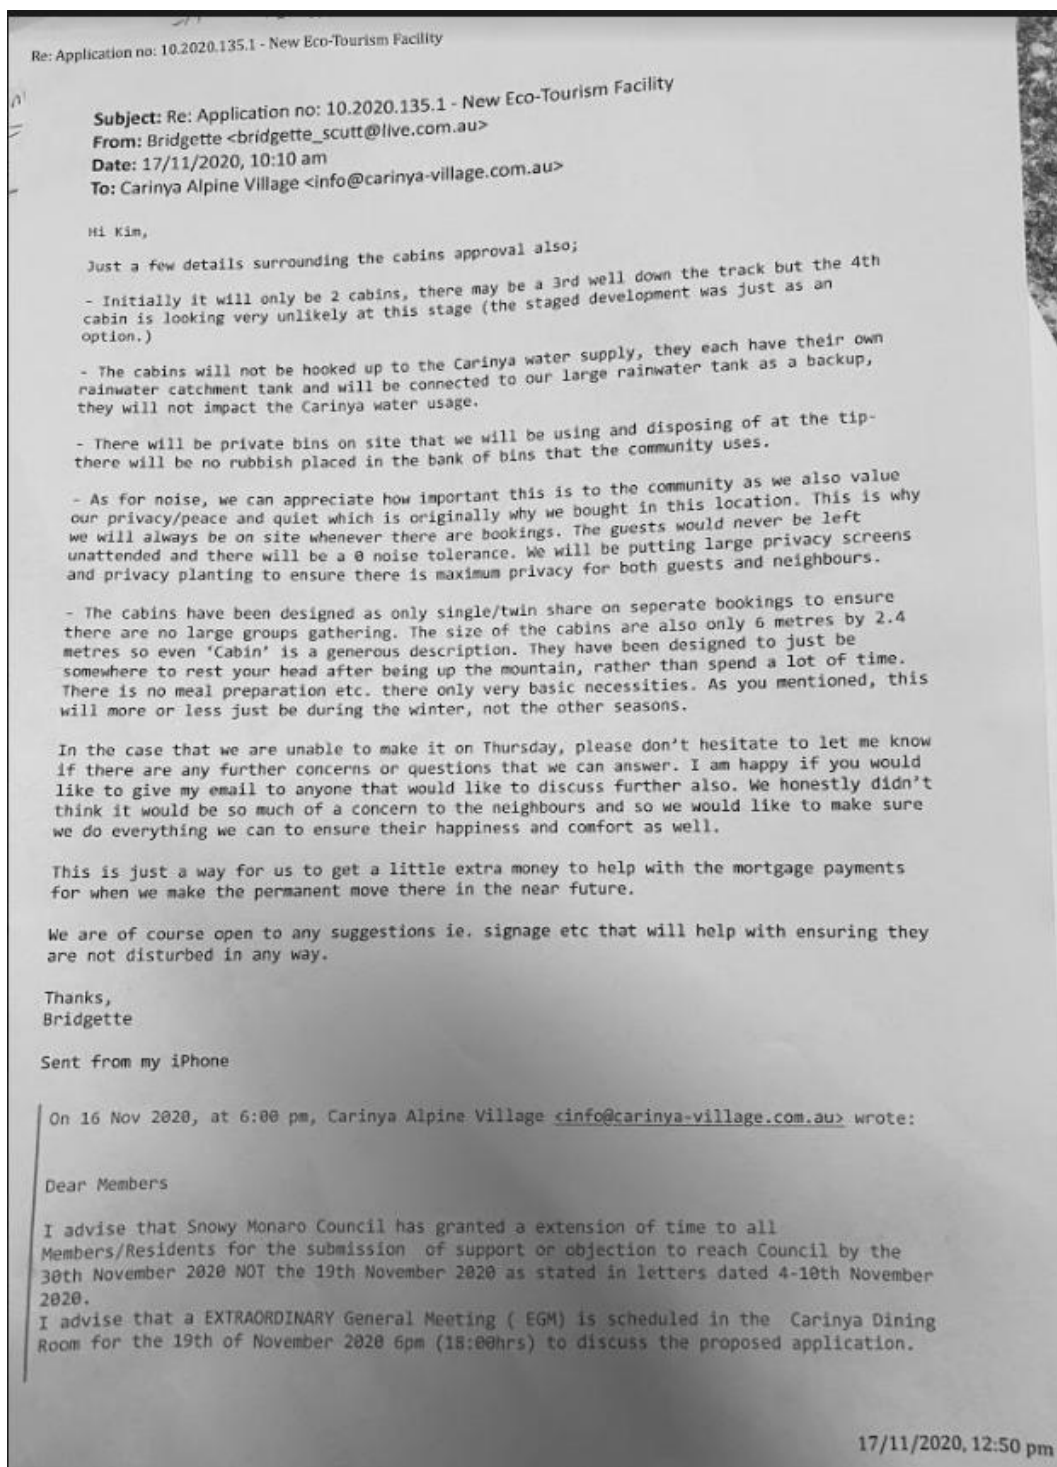 Re: Application no: 10.2020.135.1 - New Eco-Tourism Facility
Subject: Re: Application no: 10.2020.135.1 - New Eco-Tourism Facility
From: Bridgette <bridgette_scutt@live.com.au>
Date: 17/11/2020, 10:10 am
To: Carinya Alpine Village <info@carinya-village.com.au>
Hi Kim,
Just a few details surrounding the cabins approval also;
- Initially it will only be 2 cabins, there may be a 3rd well down the track but the 4th
cabin is looking very unlikely at this stage (the staged development was just as an
option.)
- The cabins will not be hooked up to the Carinya water supply, they each have their own
rainwater catchment tank and will be connected to our large rainwater tank as a backup,
they will not impact the Carinya water usage.
- There will be private bins on site that we will be using and disposing of at the tip-
there will be no rubbish placed in the bank of bins that the community uses.
- As for noise, we can appreciate how important this is to the community as we also value
our privacy/peace and quiet which is originally why we bought in this location. This is why
we will always be on site whenever there are bookings. The guests would never be left
unattended and there will be a 0 noise tolerance. We will be putting large privacy screens
and privacy planting to ensure there is maximum privacy for both guests and neighbours.
- The cabins have been designed as only single/twin share on seperate bookings to ensure
there are no large groups gathering. The size of the cabins are also only 6 metres by 2.4
metres so even ‘Cabin’ is a generous description. They have been designed to just be
somewhere to rest your head after being up the mountain, rather than spend a lot of time.
There is no meal preparation etc. there only very basic necessities. As you mentioned, this
will more or less just be during the winter, not the other seasons.
In the case that we are unable to make it on Thursday, please don’t hesitate to let me know
if there are any further concerns or questions that we can answer. I am happy if you would
like to give my email to anyone that would like to discuss further also. We honestly didn’t
think it would be so much of a concern to the neighbours and so we would like to make sure
we do everything we can to ensure their happiness and comfort as well.
This is just a way for us to get a little extra money to help with the mortgage payments
for when we make the permanent move there in the near future.
We are of course open to any suggestions ie. signage etc that will help with ensuring they
are not disturbed in any way.
Thanks,
Bridgette
Sent from my iPhone
On 16 Nov 2020, at 6:00 pm, Carinya Alpine Village <info@carinya-village.com.au> wrote:
Dear Members
I advise that Snowy Monaro Council has granted a extension of time to all
Members/Residents for the submission of support or objection to reach Council by the
30th November 2020 NOT the 19th November 2020 as stated in letters dated 4-10th November
2020.
I advise that a EXTRAORDINARY General Meeting ( EGM) is scheduled in the Carinya Dining
Room for the 19th of November 2020 6pm (18:00hrs) to discuss the proposed application.
17/11/2020, 12:50 pm